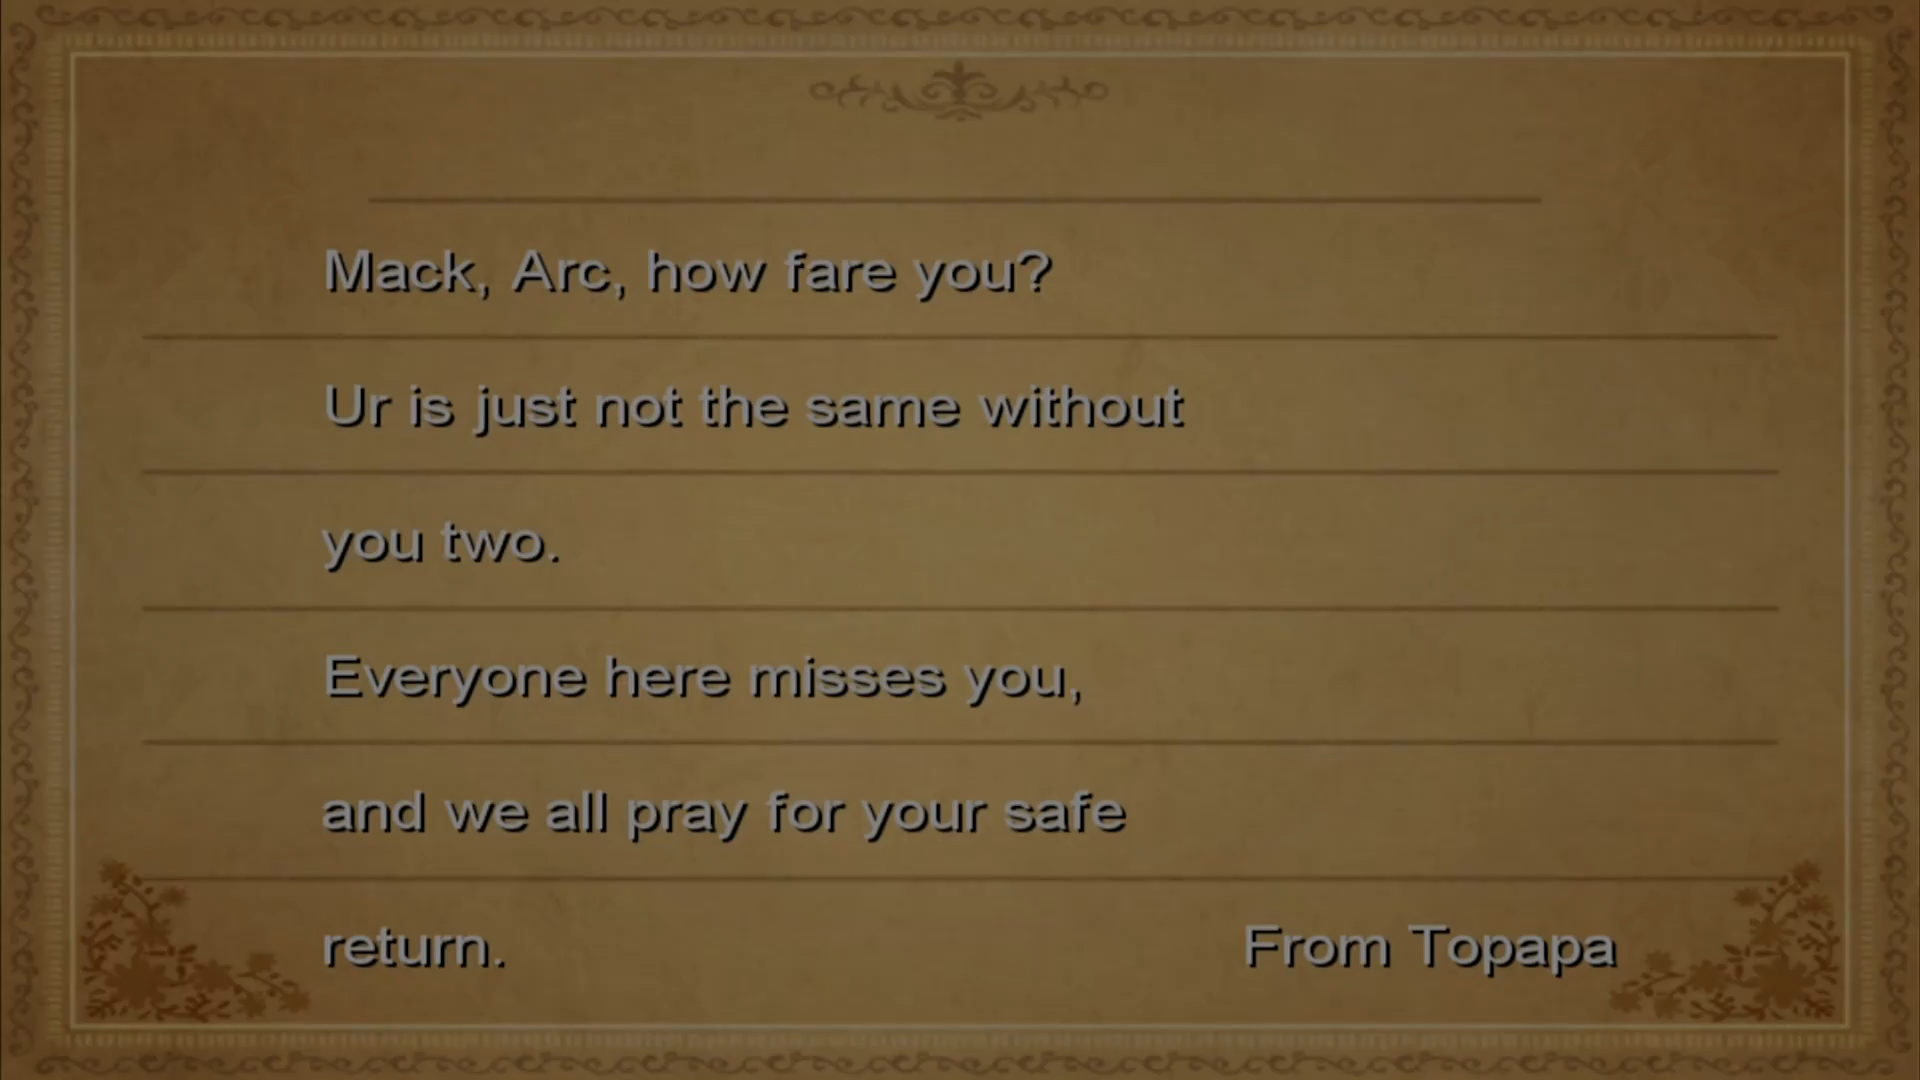 Mack, Arc, how fare you?
Ur is just not the same without
you two.
Everyone here misses you,
and we all pray for your safe
return. From Topapa